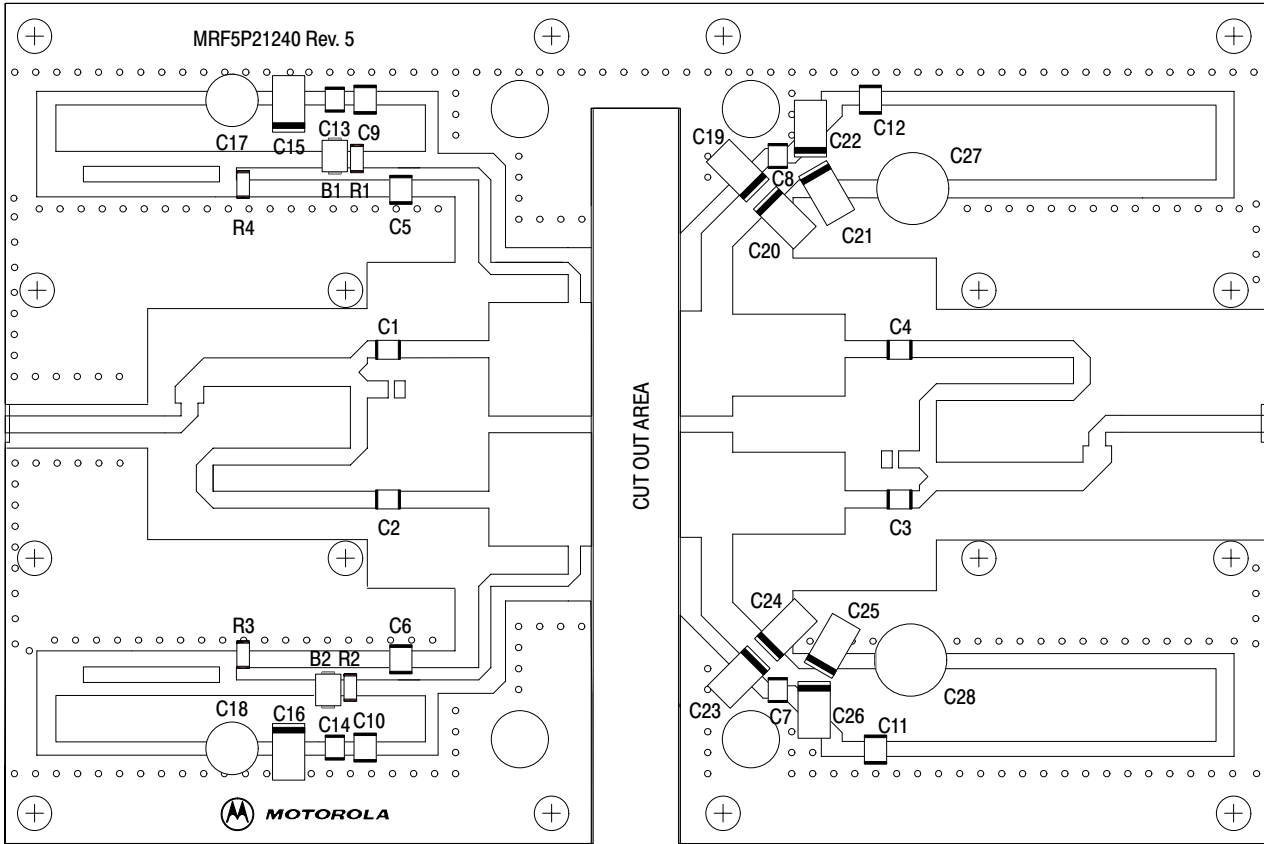 MRF5P21240 Rev. 5
C17
C15
C13
C9
B1
R1
R4
C5
C19
C8
C22
C12
C27
C21
C20
C1
C4
CUT OUT AREA
C2
C3
R3
B2
R2
C6
C18
C16
C14
C10
C24
C25
C23
C7
C26
C11
C28
MOTOROLA